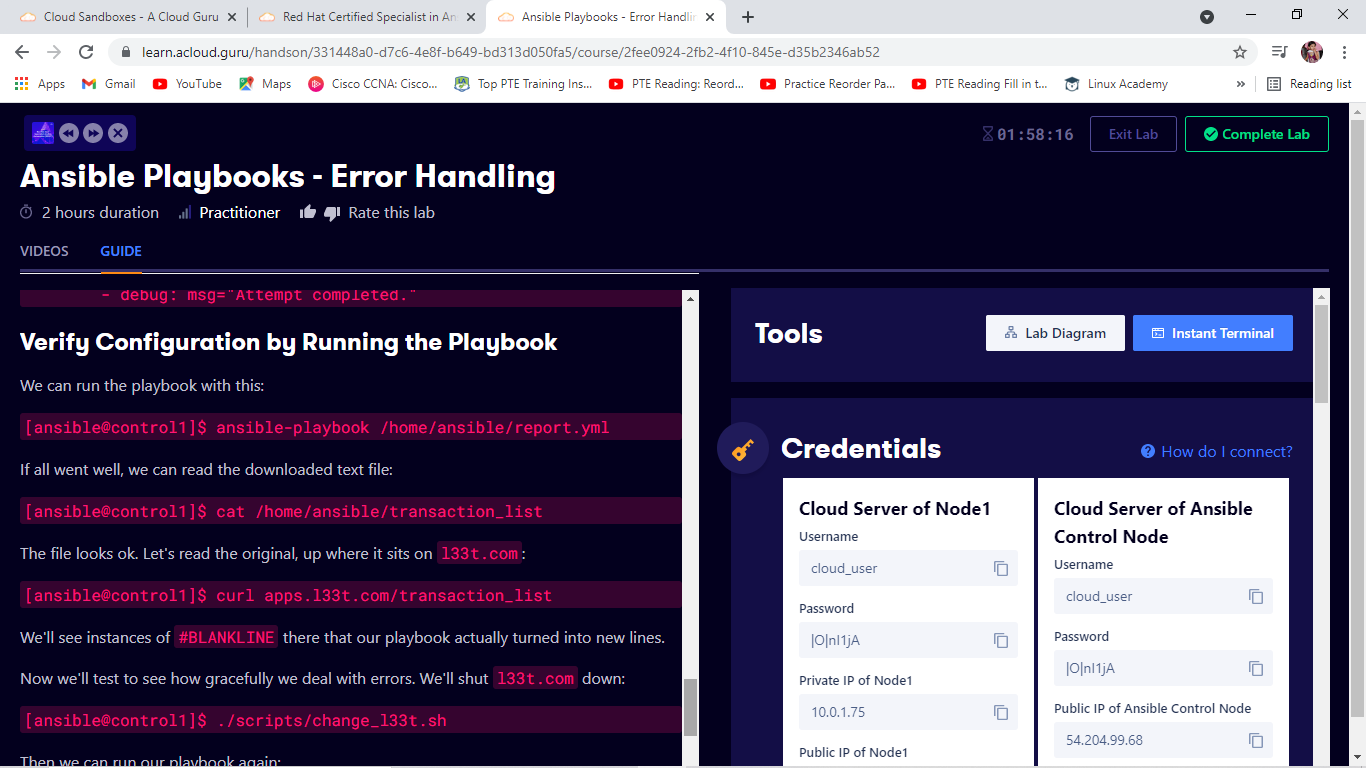 Cloud Sandboxes - A Cloud Guru
Red Hat Certified Specialist in An
Ansible Playbooks - Error Handlin
learn.acloud.guru/handson/331448a0-d7c6-4e8f-b649-bd313d050fa5/course/2fee0924-2fb2-4f10-845e-d35b2346ab52
Apps
Gmail
YouTube
Maps
Cisco CCNA: Cisco...
Top PTE Training Ins...
PTE Reading: Reord...
Practice Reorder Pa...
PTE Reading Fill in t...
Linux Academy
»
Reading list
01:58:16
Exit Lab
Complete Lab
Ansible Playbooks - Error Handling
2 hours duration
Practitioner
Rate this lab
VIDEOS
GUIDE
- debug: msg="Attempt completed."
Verify Configuration by Running the Playbook
We can run the playbook with this:
[ansible@control1]$ ansible-playbook /home/ansible/report.yml
If all went well, we can read the downloaded text file:
[ansible@control1]$ cat /home/ansible/transaction_list
The file looks ok. Let's read the original, up where it sits on l33t.com:
[ansible@control1]$ curl apps.l33t.com/transaction_list
We'll see instances of #BLANKLINE there that our playbook actually turned into new lines.
Now we'll test to see how gracefully we deal with errors. We'll shut l33t.com down:
[ansible@control1]$ ./scripts/change_l33t.sh
Then we can run our playbook again:
Tools
Lab Diagram
Instant Terminal
Credentials
How do I connect?
Cloud Server of Node1
Username
cloud_user
Password
|O|nI1jA
Private IP of Node1
10.0.1.75
Public IP of Node1
Cloud Server of Ansible
Control Node
Username
cloud_user
Password
|O|nI1jA
Public IP of Ansible Control Node
54.204.99.68